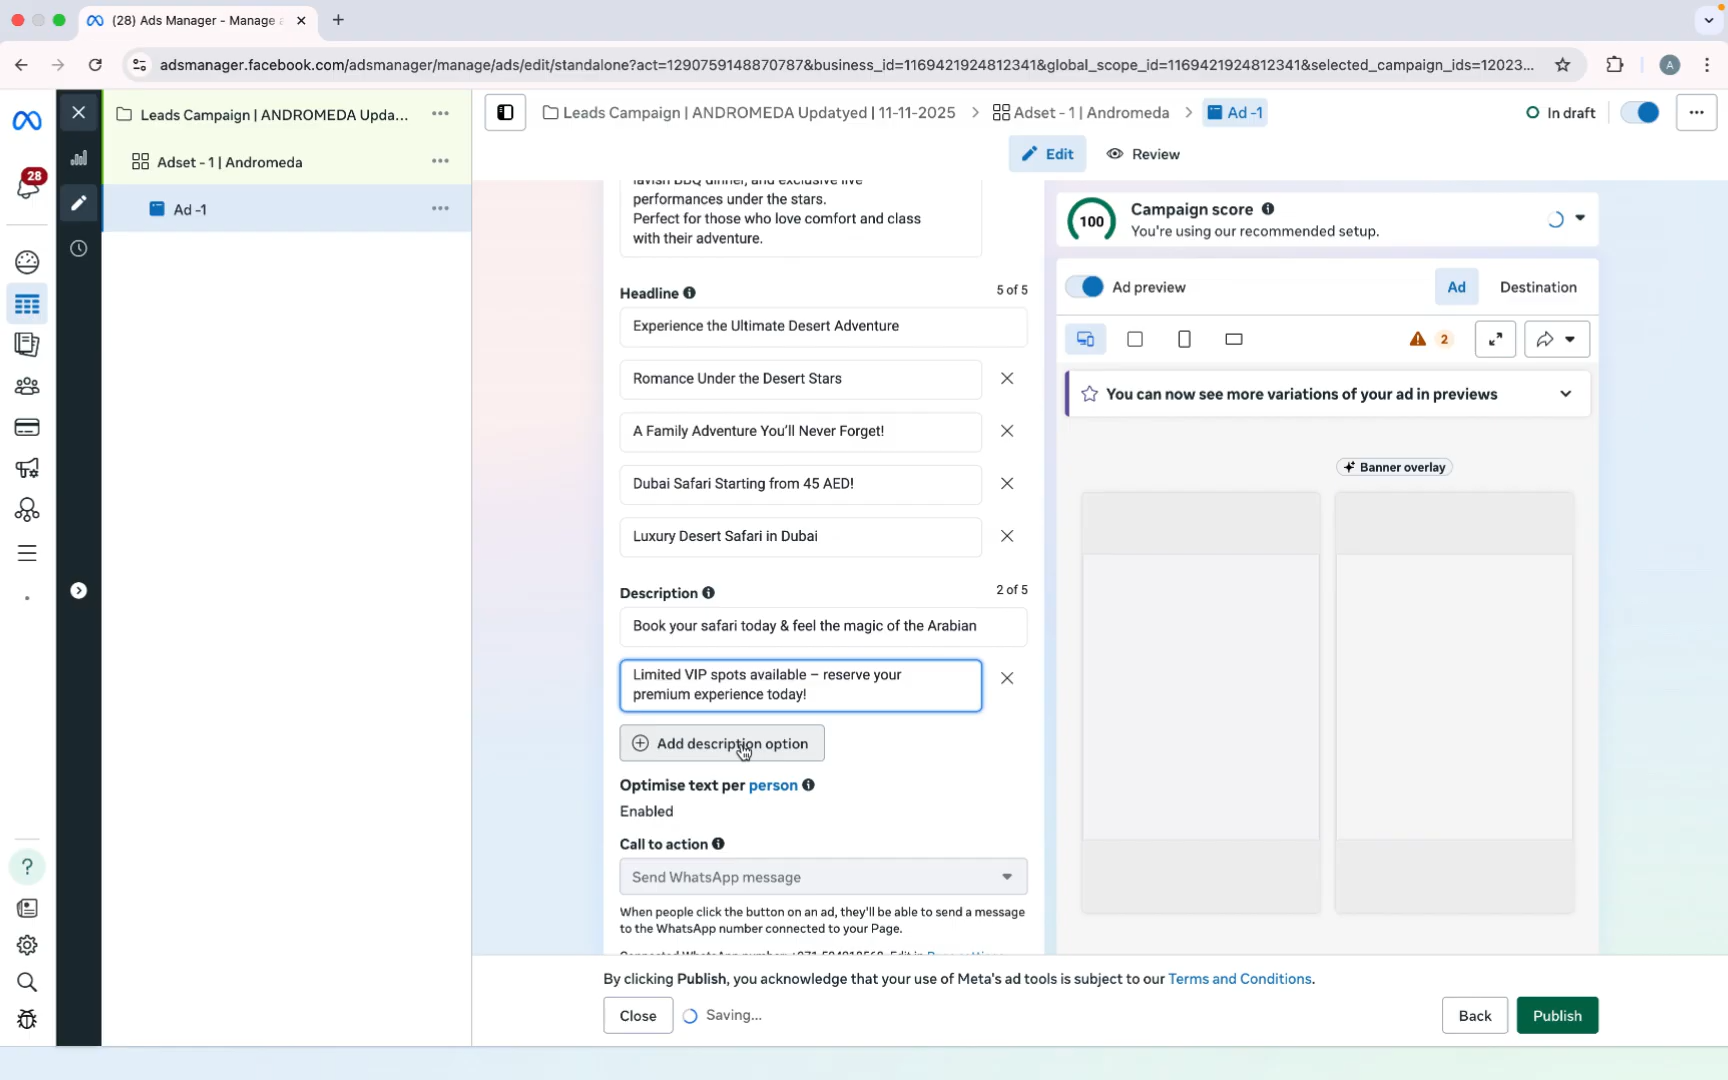 (28) Ads Manager - Manage a
adsmanager.facebook.com/adsmanager/manage/ads/edit/standalone?act=1290759148870787&business_id=1169421924812341&global_scope_id=1169421924812341&selected_campaign_ids=12023...
A
28
Leads Campaign | ANDROMEDA Upda...
Adset - 1 | Andromeda
Ad -1
Leads Campaign | ANDROMEDA Updatyed | 11-11-2025
Adset - 1 | Andromeda
Ad -1
In draft
Edit
Review
lavish BBQ dinner, and exclusive live
performances under the stars.
Perfect for those who love comfort and class
with their adventure.
Headline
5 of 5
Experience the Ultimate Desert Adventure
Romance Under the Desert Stars
A Family Adventure You'll Never Forget!
Dubai Safari Starting from 45 AED!
Luxury Desert Safari in Dubai
Description
2 of 5
Book your safari today & feel the magic of the Arabian
Limited VIP spots available – reserve your
premium experience today!
Add description option
Optimise text per person
Enabled
Call to action
Send WhatsApp message
When people click the button on an ad, they'll be able to send a message
to the WhatsApp number connected to your Page.
100
Campaign score
You're using our recommended setup.
Ad preview
Ad
Destination
2
You can now see more variations of your ad in previews
Banner overlay
By clicking Publish, you acknowledge that your use of Meta's ad tools is subject to our Terms and Conditions.
Close
Saving...
Back
Publish